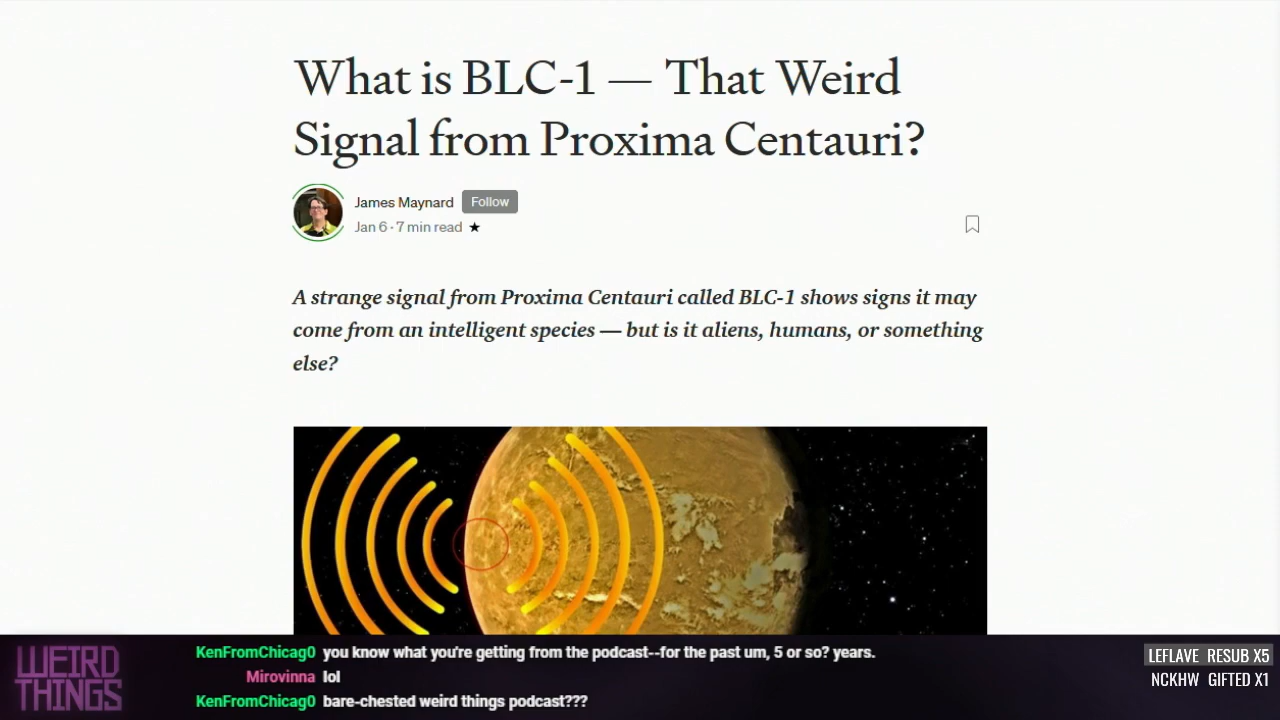 What is BLC-1 — That Weird
Signal from Proxima Centauri?
James Maynard Follow
Jan 6 · 7 min read ★
A strange signal from Proxima Centauri called BLC-1 shows signs it may
come from an intelligent species — but is it aliens, humans, or something
else?
WEIRD
THINGS
KenFromChicag0 you know what you're getting from the podcast--for the past um, 5 or so? years.
Mirovinna lol
KenFromChicag0 bare-chested weird things podcast???
LEFLAVE RESUB X5
NCKHW GIFTED X1